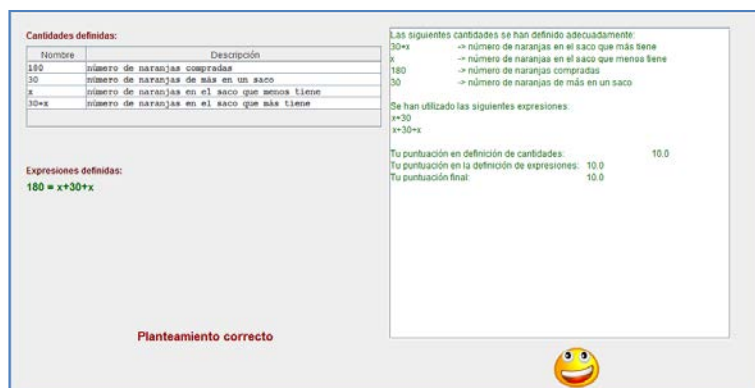 Cantidades definidas:
Nombre Descripción
180 número de naranjas compradas
30 número de naranjas de más en un saco
x número de naranjas en el saco que menos tiene
30+x número de naranjas en el saco que más tiene
Expresiones definidas:
180 = x+30+x
Planteamiento correcto
Las siguientes cantidades se han definido adecuadamente:
30+x -> número de naranjas en el saco que más tiene
x -> número de naranjas en el saco que menos tiene
180 -> número de naranjas compradas
30 -> número de naranjas de más en un saco
Se han utilizado las siguientes expresiones:
x+30
x+30+x
Tu puntuación en definición de cantidades: 10.0
Tu puntuación en la definición de expresiones: 10.0
Tu puntuación final: 10.0